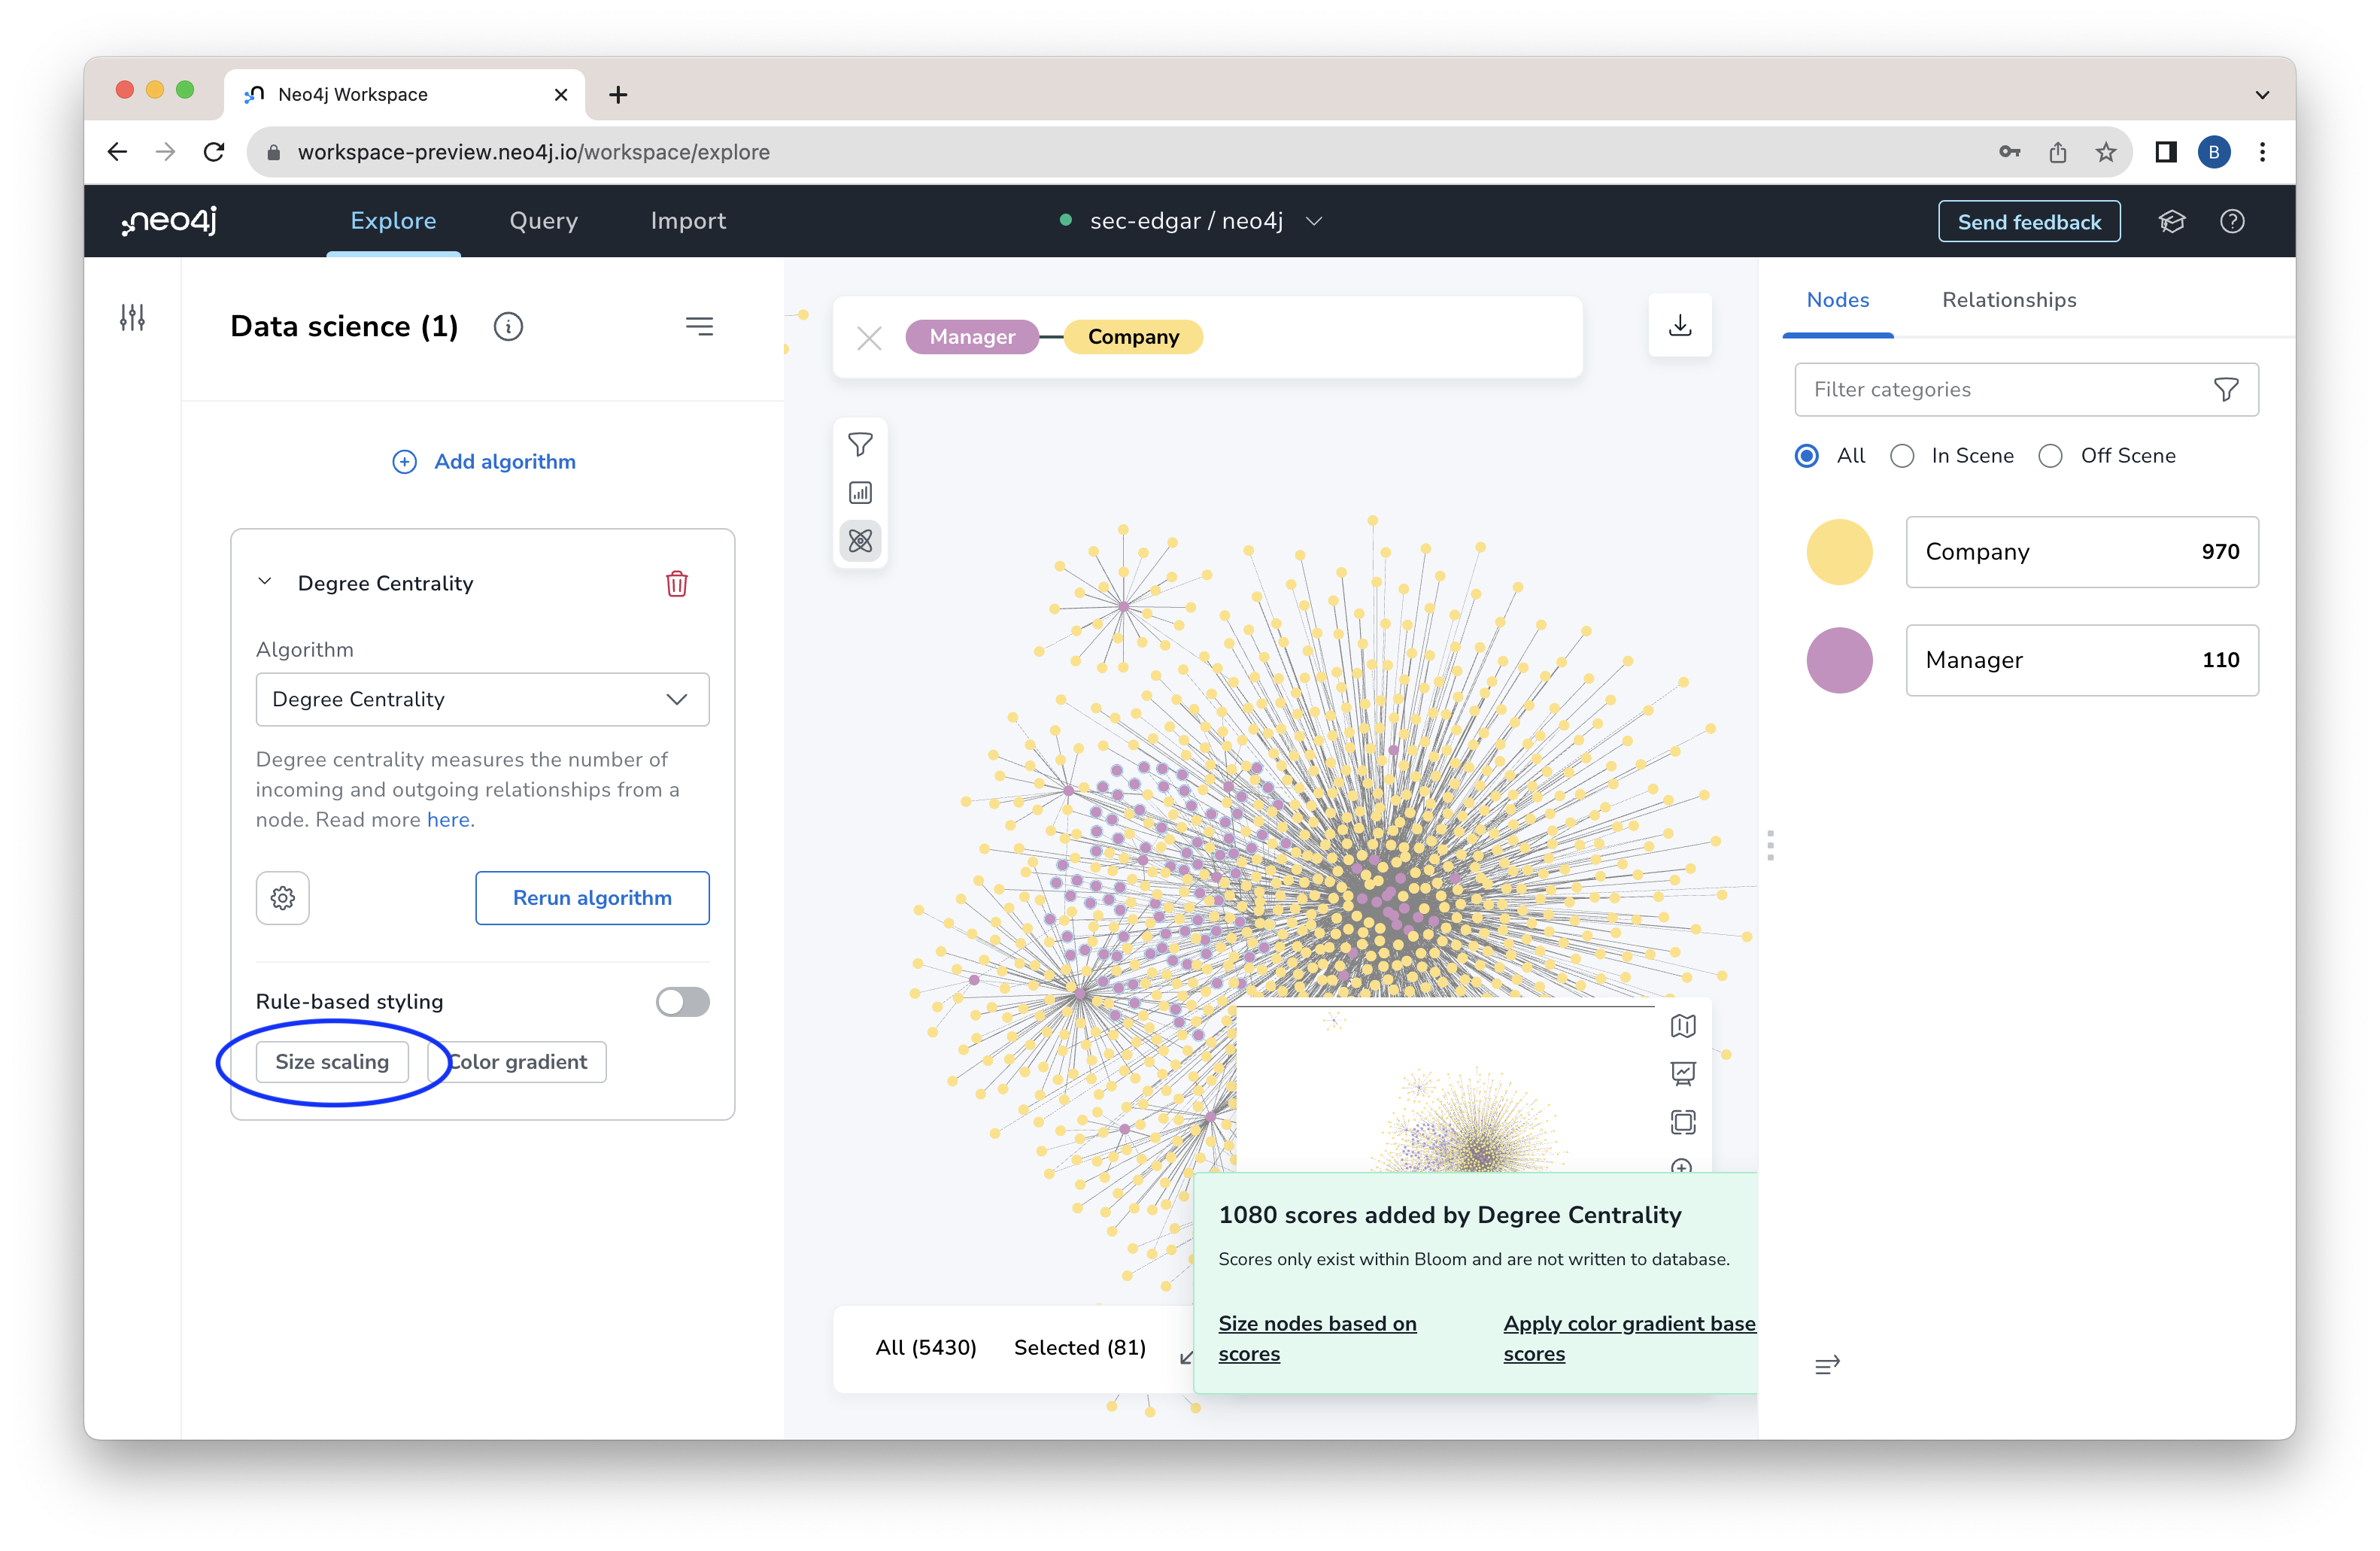 Neo4j Workspace
workspace-preview.neo4j.io/workspace/explore
B
neo4j
Explore
Query
Import
sec-edgar / neo4j
Send feedback
Data science (1)
Add algorithm
Degree Centrality
Algorithm
Degree Centrality
Degree centrality measures the number of
incoming and outgoing relationships from a
node. Read more here.
Rerun algorithm
Rule-based styling
Size scaling
Color gradient
Manager
Company
1080 scores added by Degree Centrality
Scores only exist within Bloom and are not written to database.
Size nodes based on
scores
Apply color gradient base
scores
All (5430)
Selected (81)
Nodes
Relationships
Filter categories
All
In Scene
Off Scene
Company 970
Manager 110